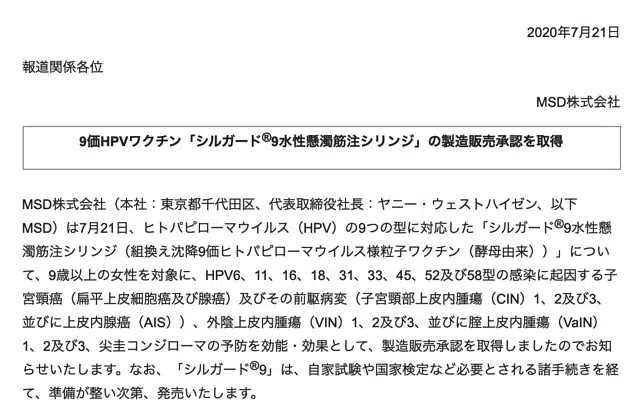 2020年7月21日
報道関係各位
MSD株式会社
9価HPVワクチン「シルガード®9水性懸濁筋注シリンジ」の製造販売承認を取得
MSD株式会社（本社：東京都千代田区、代表取締役社長：ヤニー・ウェストハイゼン、以下
MSD）は7月21日、ヒトパピローマウイルス（HPV）の9つの型に対応した「シルガード®9水性懸
濁筋注シリンジ（組換え沈降9価ヒトパピローマウイルス様粒子ワクチン（酵母由来））」につい
て、9歳以上の女性を対象に、HPV6、11、16、18、31、33、45、52及び58型の感染に起因する子
宮頸癌（扁平上皮細胞癌及び腺癌）及びその前駆病変（子宮頸部上皮内腫瘍（CIN）1、2及び3、
並びに上皮内腺癌（AIS））、外陰上皮内腫瘍（VIN）1、2及び3、並びに腟上皮内腫瘍（VaIN）
1、2及び3、尖圭コンジローマの予防を効能・効果として、製造販売承認を取得しましたのでお知
らせいたします。なお、「シルガード®9」は、自家試験や国家検定など必要とされる諸手続きを経
て、準備が整い次第、発売いたします。